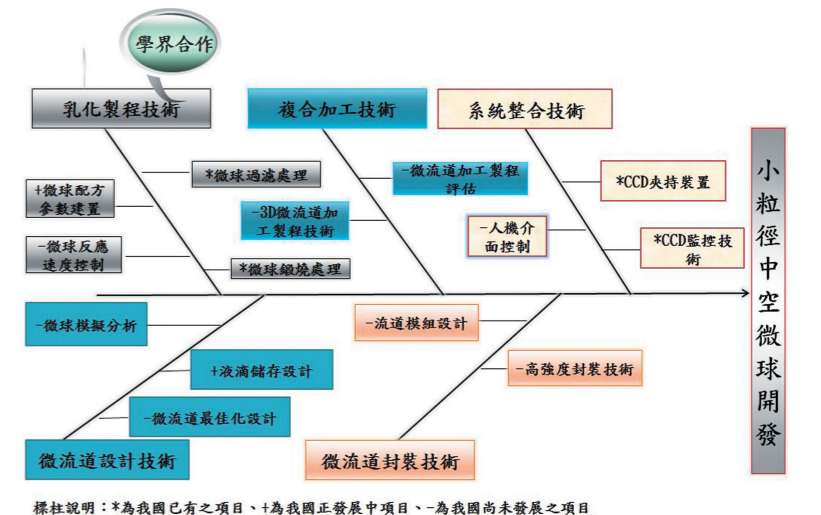 學界合作
乳化製程技術
複合加工技術
系統整合技術
*微球過濾處理
+微球配方
參數建置
-微球反應
速度控制
*微球鍛燒處理
-微流道加工製程
評估
-3D微流道加
工製程技術
*CCD夾持裝置
-人機介
面控制
*CCD監控技
術
小粒徑中空微球開發
-微球模擬分析
+液滴儲存設計
-微流道最佳化設計
微流道設計技術
-流道模組設計
-高強度封裝技術
微流道封裝技術
標柱說明：*為我國已有之項目、+為我國正發展中項目、-為我國尚未發展之項目